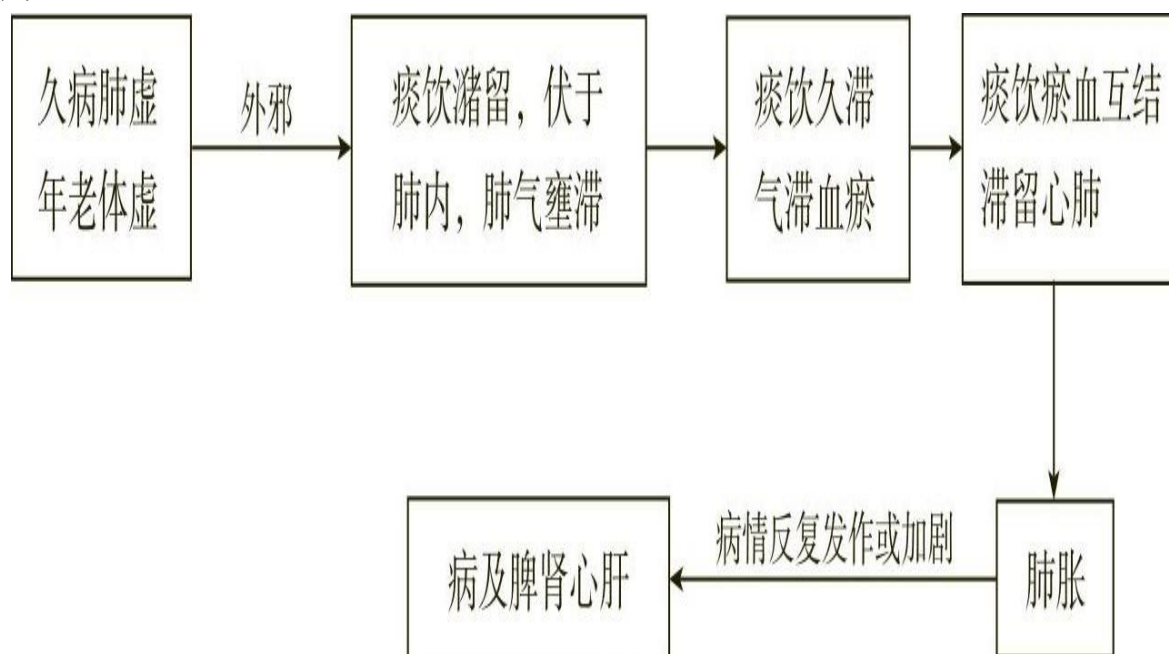 久病肺虚
年老体虚
外邪
痰饮潴留，伏于
肺内，肺气壅滞
痰饮久滞
气滞血瘀
痰饮瘀血互结
滞留心肺
肺胀
病情反复发作或加剧
病及脾肾心肝